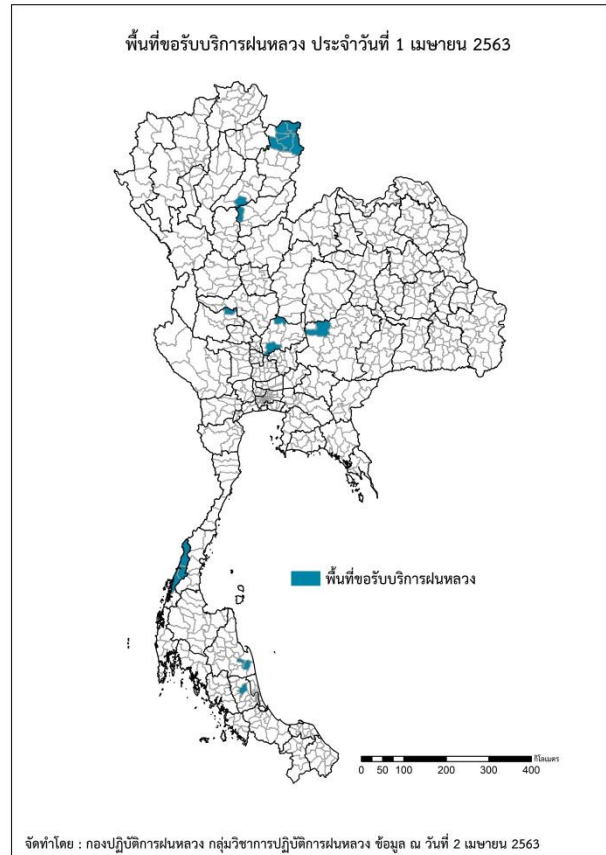 พื้นที่ขอรับบริการฝนหลวง ประจำวันที่ 1 เมษายน 2563
พื้นที่ขอรับบริการฝนหลวง
กิโลเมตร
0 25 50 100 200 300 400
จัดทำโดย : กองปฏิบัติการฝนหลวง กลุ่มวิชาการปฏิบัติการฝนหลวง ข้อมูล ณ วันที่ 2 เมษายน 2563